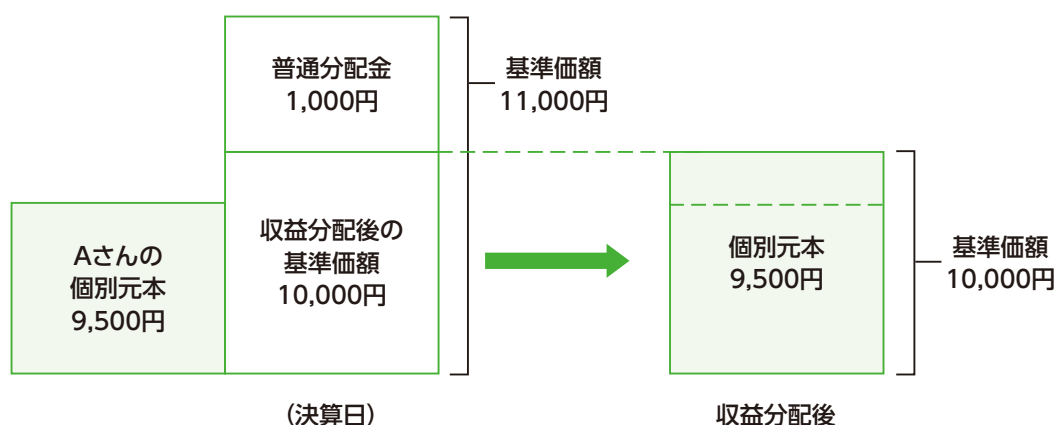 普通分配金
1,000円
基準価額
11,000円
Aさんの
個別元本
9,500円
収益分配後の
基準価額
10,000円
個別元本
9,500円
基準価額
10,000円
(決算日)
収益分配後